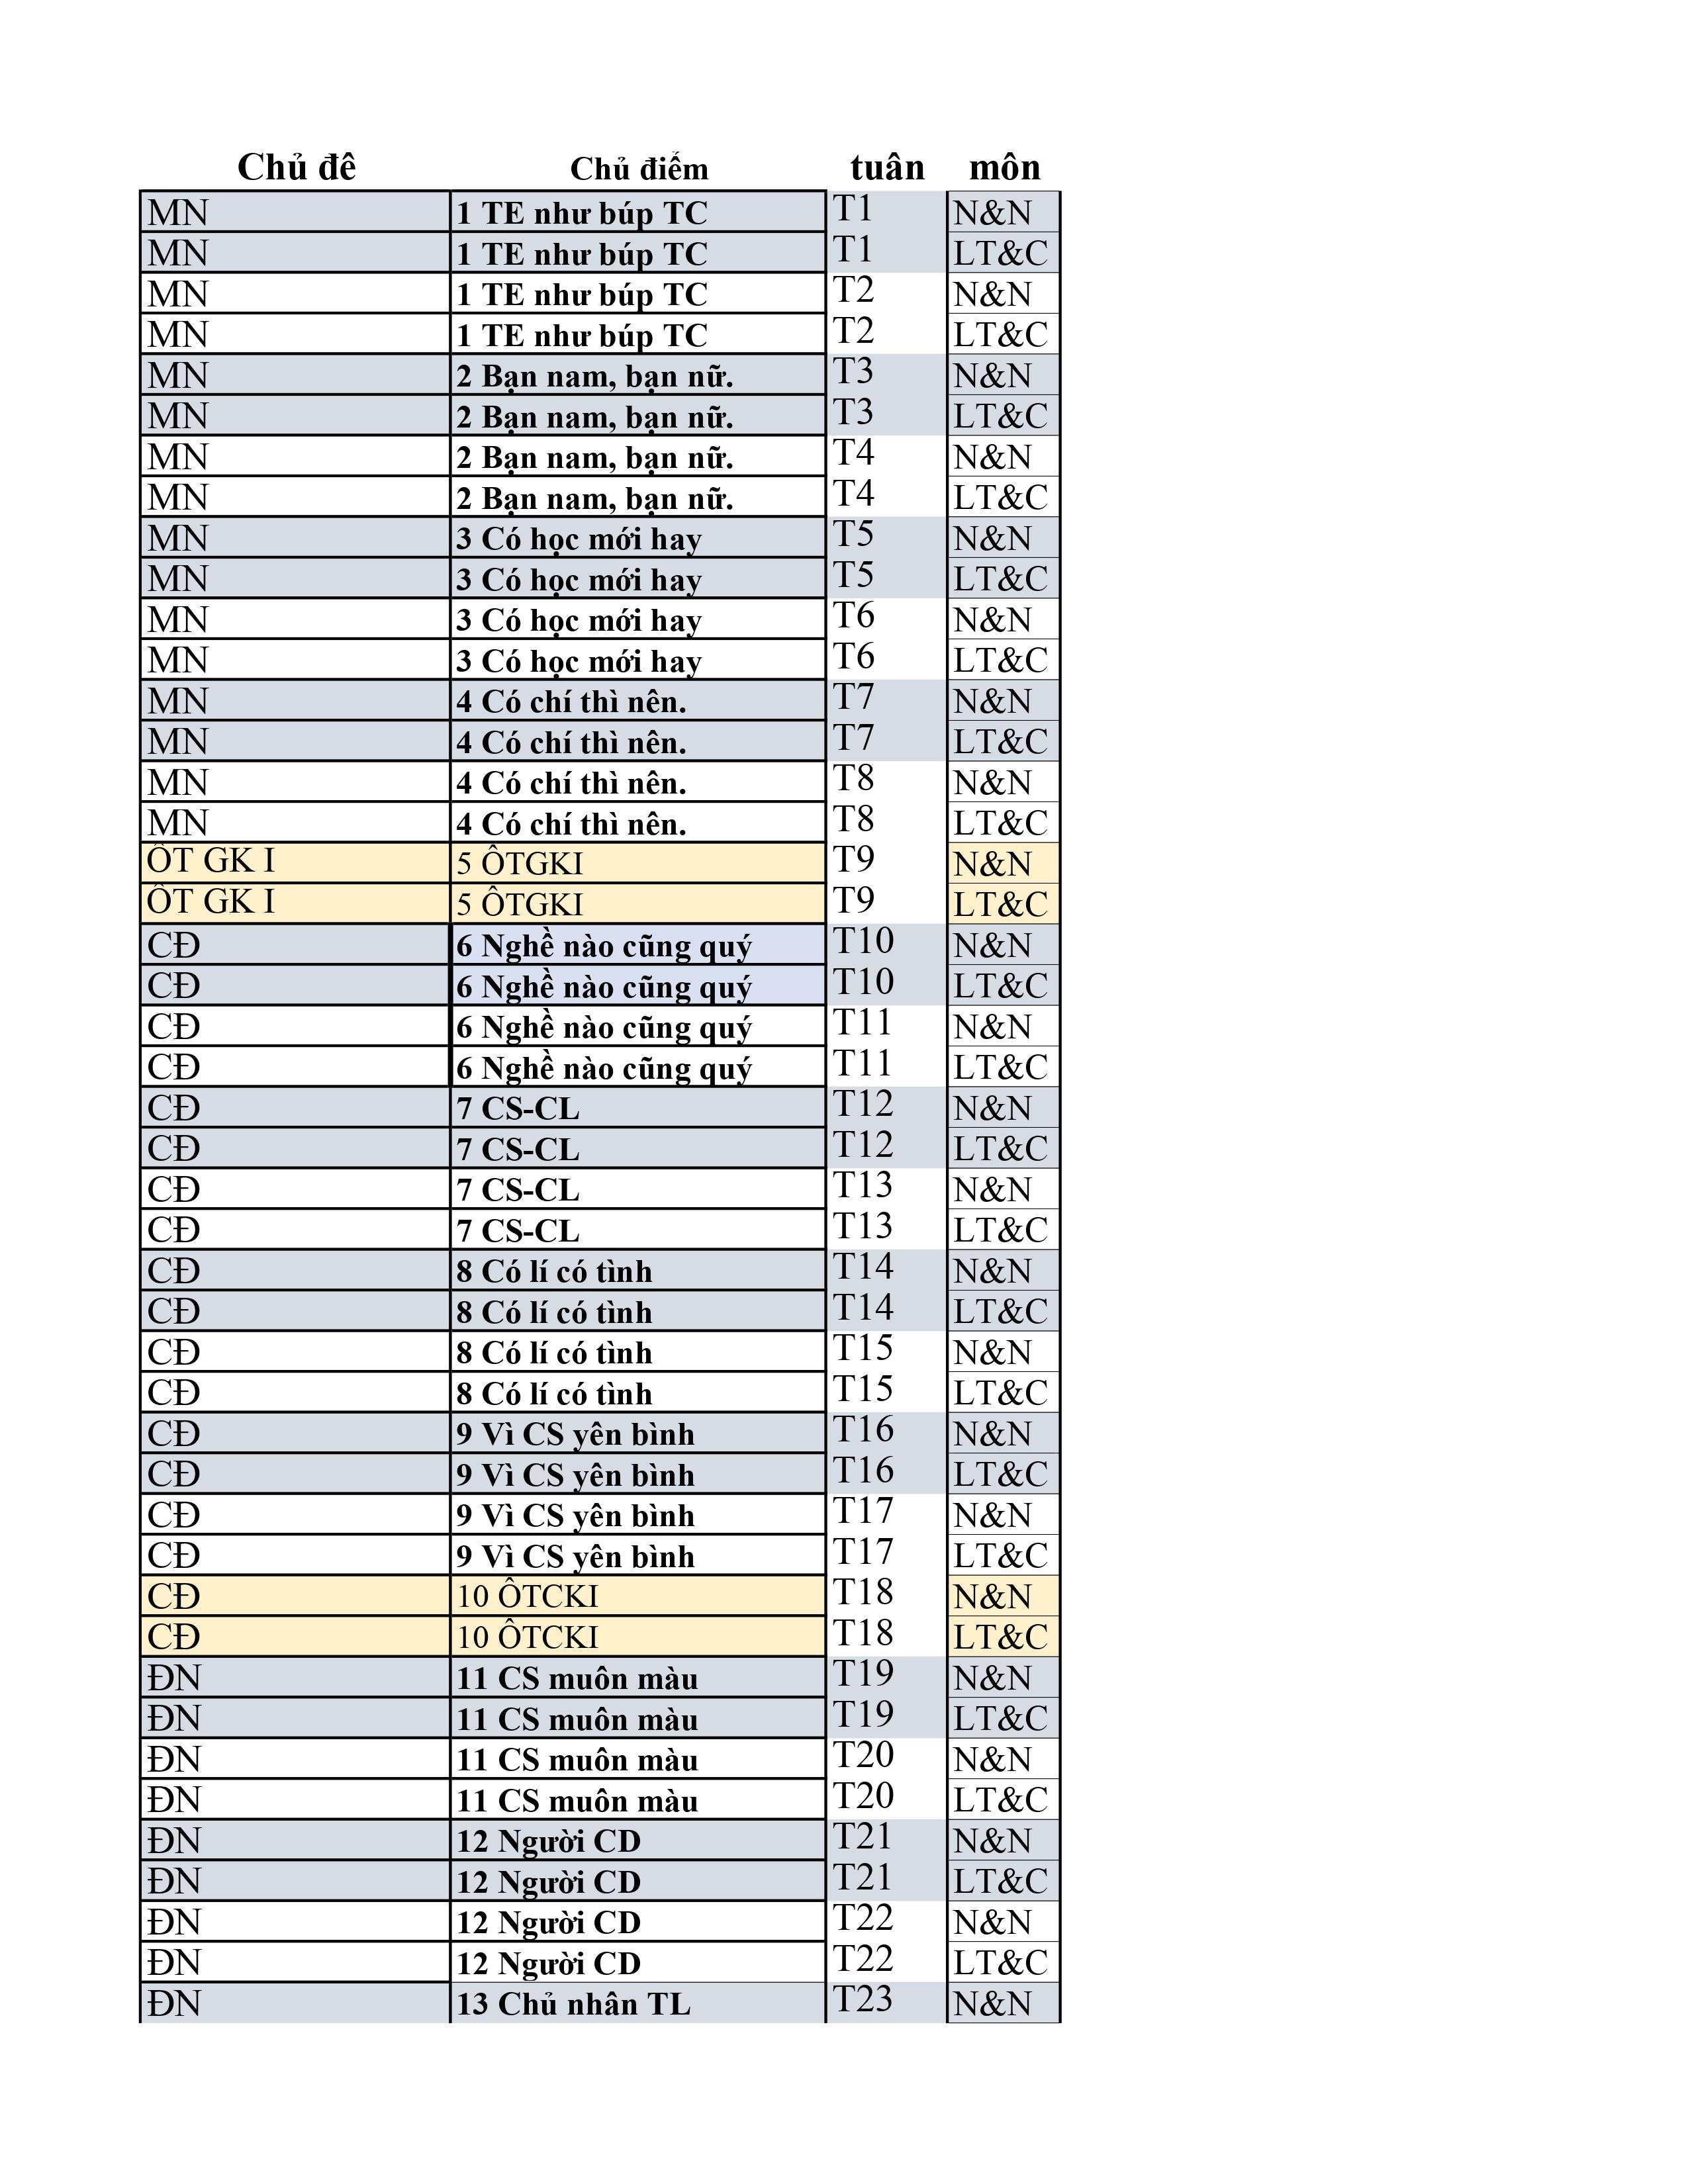 Chủ đề Chủ điểm tuần môn
MN 1 TE như búp TC T1 N&N
MN 1 TE như búp TC T1 LT&C
MN 1 TE như búp TC T2 N&N
MN 1 TE như búp TC T2 LT&C
MN 2 Bạn nam, bạn nữ. T3 N&N
MN 2 Bạn nam, bạn nữ. T3 LT&C
MN 2 Bạn nam, bạn nữ. T4 N&N
MN 2 Bạn nam, bạn nữ. T4 LT&C
MN 3 Có học mới hay T5 N&N
MN 3 Có học mới hay T5 LT&C
MN 3 Có học mới hay T6 N&N
MN 3 Có học mới hay T6 LT&C
MN 4 Có chí thì nên. T7 N&N
MN 4 Có chí thì nên. T7 LT&C
MN 4 Có chí thì nên. T8 N&N
MN 4 Có chí thì nên. T8 LT&C
ÔT GK I 5 ÔTGKI T9 N&N
ÔT GK I 5 ÔTGKI T9 LT&C
CĐ 6 Nghề nào cũng quý T10 N&N
CĐ 6 Nghề nào cũng quý T10 LT&C
CĐ 6 Nghề nào cũng quý T11 N&N
CĐ 6 Nghề nào cũng quý T11 LT&C
CĐ 7 CS-CL T12 N&N
CĐ 7 CS-CL T12 LT&C
CĐ 7 CS-CL T13 N&N
CĐ 7 CS-CL T13 LT&C
CĐ 8 Có lí có tình T14 N&N
CĐ 8 Có lí có tình T14 LT&C
CĐ 8 Có lí có tình T15 N&N
CĐ 8 Có lí có tình T15 LT&C
CĐ 9 Vì CS yên bình T16 N&N
CĐ 9 Vì CS yên bình T16 LT&C
CĐ 9 Vì CS yên bình T17 N&N
CĐ 9 Vì CS yên bình T17 LT&C
CĐ 10 ÔTCKI T18 N&N
CĐ 10 ÔTCKI T18 LT&C
ĐN 11 CS muôn màu T19 N&N
ĐN 11 CS muôn màu T19 LT&C
ĐN 11 CS muôn màu T20 N&N
ĐN 11 CS muôn màu T20 LT&C
ĐN 12 Người CD T21 N&N
ĐN 12 Người CD T21 LT&C
ĐN 12 Người CD T22 N&N
ĐN 12 Người CD T22 LT&C
ĐN 13 Chủ nhân TL T23 N&N